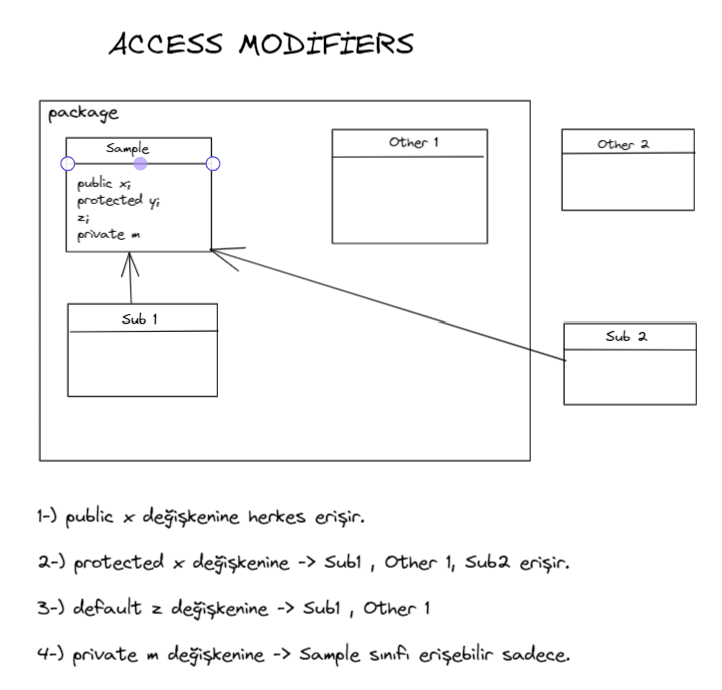 ACCESS MODİFİERS
package
Sample
public x;
protected y;
z;
private m
Other 1
Other 2
Sub 1
Sub 2
1-) public x değişkenine herkes erişir.
2-) protected x değişkenine -> Sub1 , Other 1, Sub2 erişir.
3-) default z değişkenine -> Sub1 , Other 1
4-) private m değişkenine -> Sample sınıfı erişebilir sadece.